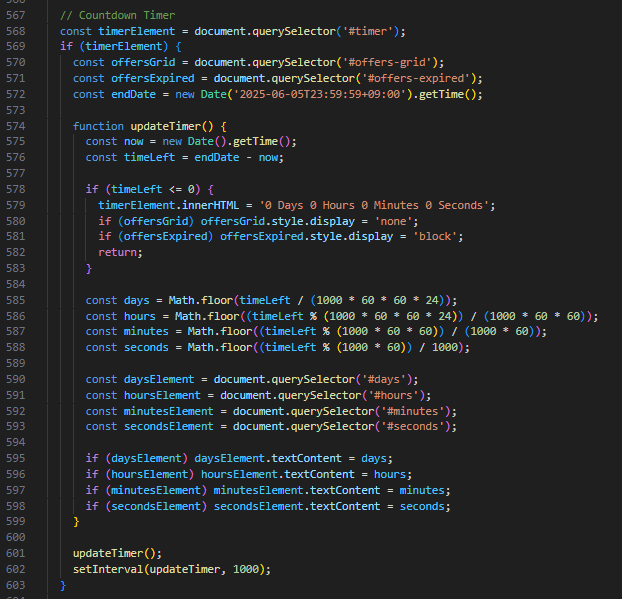 567 // Countdown Timer
568 const timerElement = document.querySelector('#timer');
569 if (timerElement) {
570 const offersGrid = document.querySelector('#offers-grid');
571 const offersExpired = document.querySelector('#offers-expired');
572 const endDate = new Date('2025-06-05T23:59:59+09:00').getTime();
573
574 function updateTimer() {
575 const now = new Date().getTime();
576 const timeLeft = endDate - now;
577
578 if (timeLeft <= 0) {
579 timerElement.innerHTML = '0 Days 0 Hours 0 Minutes 0 Seconds';
580 if (offersGrid) offersGrid.style.display = 'none';
581 if (offersExpired) offersExpired.style.display = 'block';
582 return;
583 }
584
585 const days = Math.floor(timeLeft / (1000 * 60 * 60 * 24));
586 const hours = Math.floor((timeLeft % (1000 * 60 * 60 * 24)) / (1000 * 60 * 60));
587 const minutes = Math.floor((timeLeft % (1000 * 60 * 60)) / (1000 * 60));
588 const seconds = Math.floor((timeLeft % (1000 * 60)) / 1000);
589
590 const daysElement = document.querySelector('#days');
591 const hoursElement = document.querySelector('#hours');
592 const minutesElement = document.querySelector('#minutes');
593 const secondsElement = document.querySelector('#seconds');
594
595 if (daysElement) daysElement.textContent = days;
596 if (hoursElement) hoursElement.textContent = hours;
597 if (minutesElement) minutesElement.textContent = minutes;
598 if (secondsElement) secondsElement.textContent = seconds;
599 }
600
601 updateTimer();
602 setInterval(updateTimer, 1000);
603 }